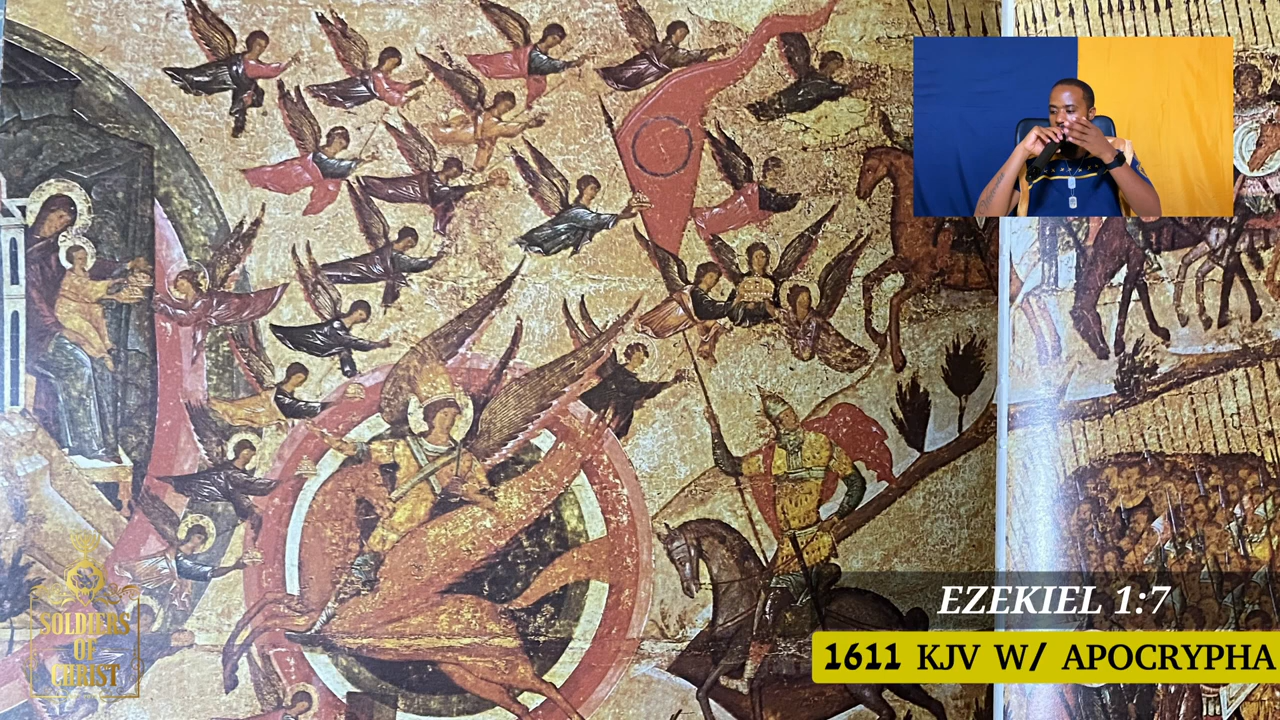 EZEKIEL 1:7
1611 KJV W/ APOCRYPHA
SOLDIERS
OF
CHRIST